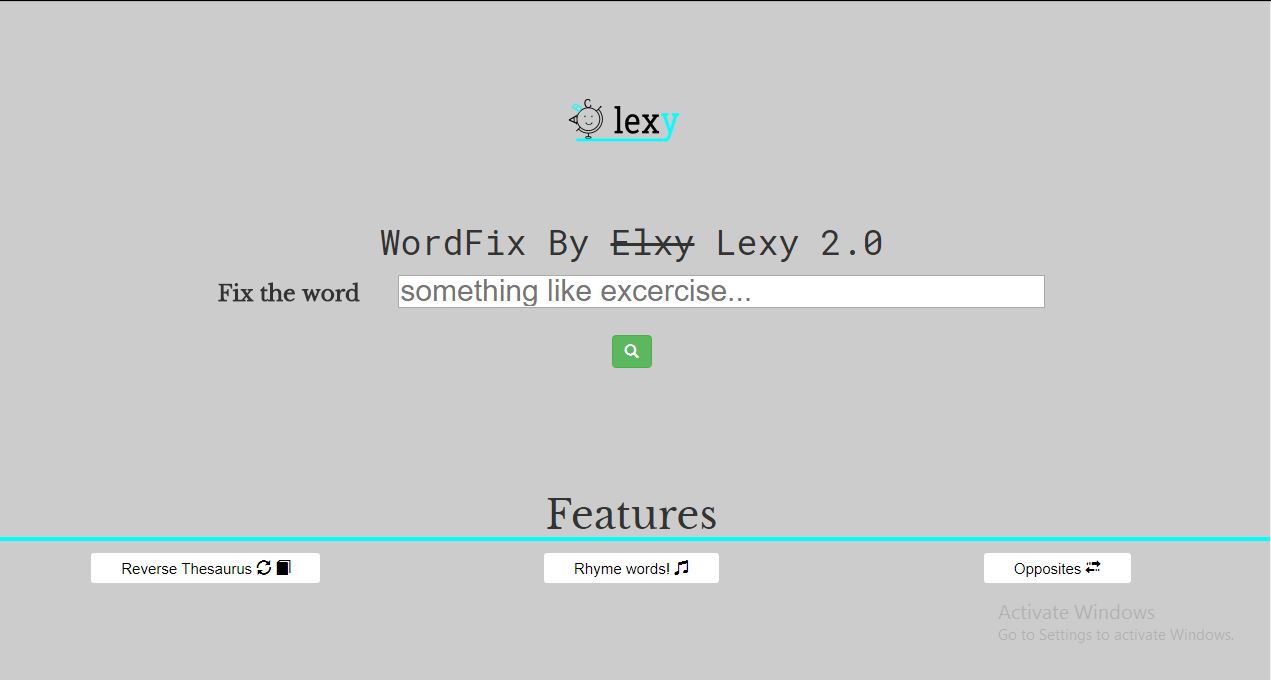 ABC lexy
WordFix By Elxy Lexy 2.0
Fix the word something like excercise...
Features
Reverse Thesaurus Rhyme words! Opposites
Activate Windows
Go to Settings to activate Windows.